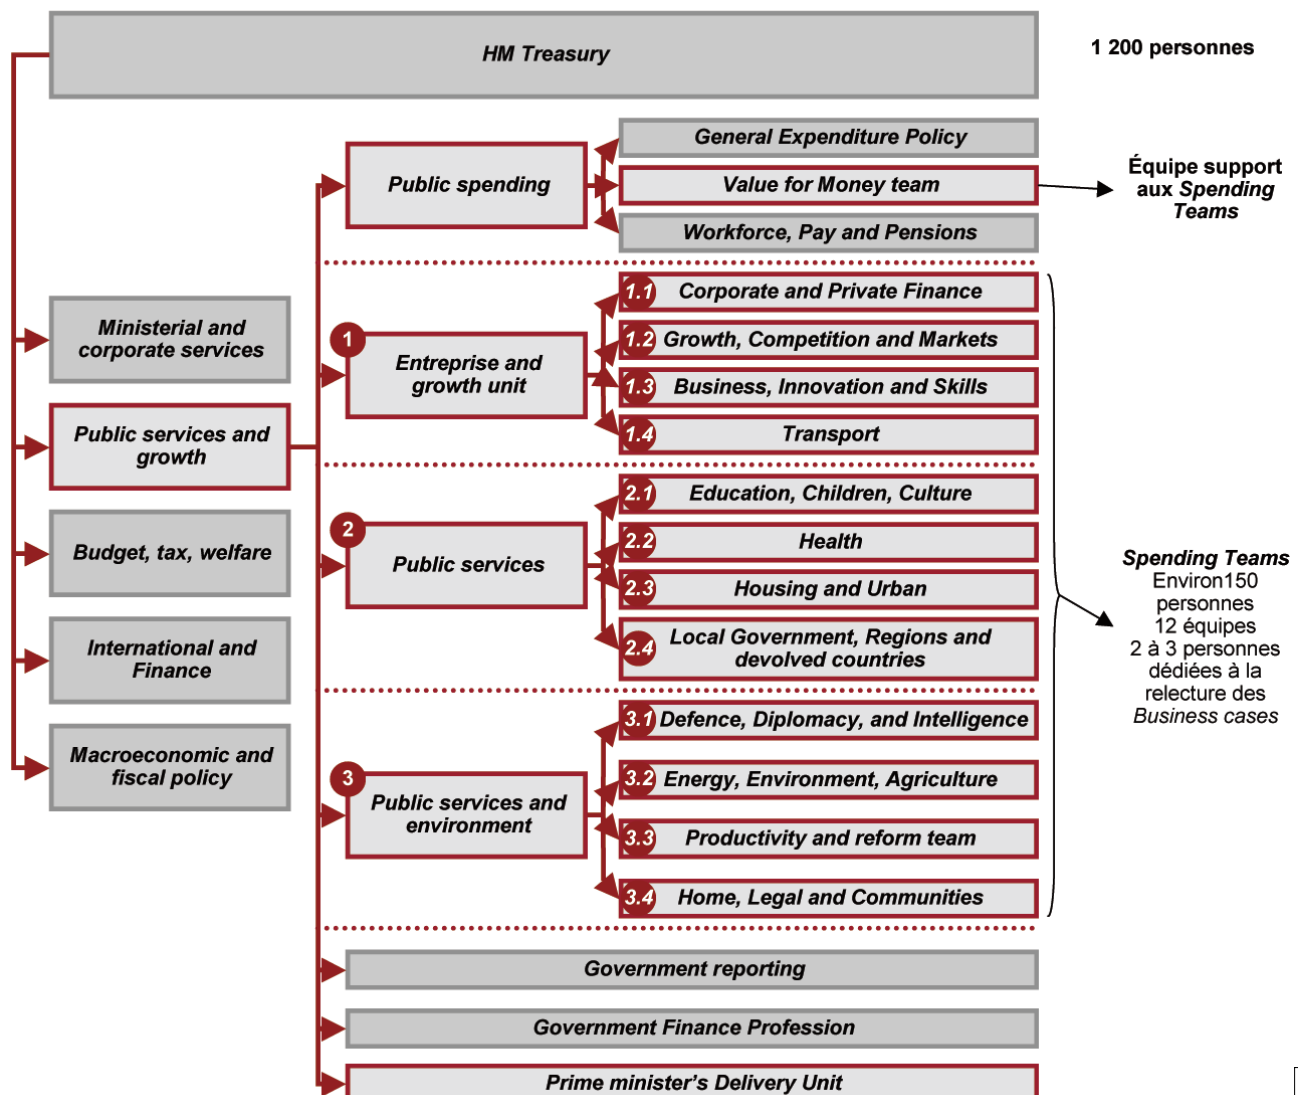 HM Treasury
1 200 personnes
General Expenditure Policy
Public spending
Value for Money team
Workforce, Pay and Pensions
Équipe support
aux Spending
Teams
Ministerial and
corporate services
Public services and
growth
Budget, tax, welfare
International and
Finance
Macroeconomic and
fiscal policy
1
Entreprise and
growth unit
1.1 Corporate and Private Finance
1.2 Growth, Competition and Markets
1.3 Business, Innovation and Skills
1.4 Transport
2
Public services
2.1 Education, Children, Culture
2.2 Health
2.3 Housing and Urban
2.4 Local Government, Regions and
devolved countries
3
Public services and
environment
3.1 Defence, Diplomacy, and Intelligence
3.2 Energy, Environment, Agriculture
3.3 Productivity and reform team
3.4 Home, Legal and Communities
Spending Teams
Environ150
personnes
12 équipes
2 à 3 personnes
dédiées à la
relecture des
Business cases
Government reporting
Government Finance Profession
Prime minister's Delivery Unit